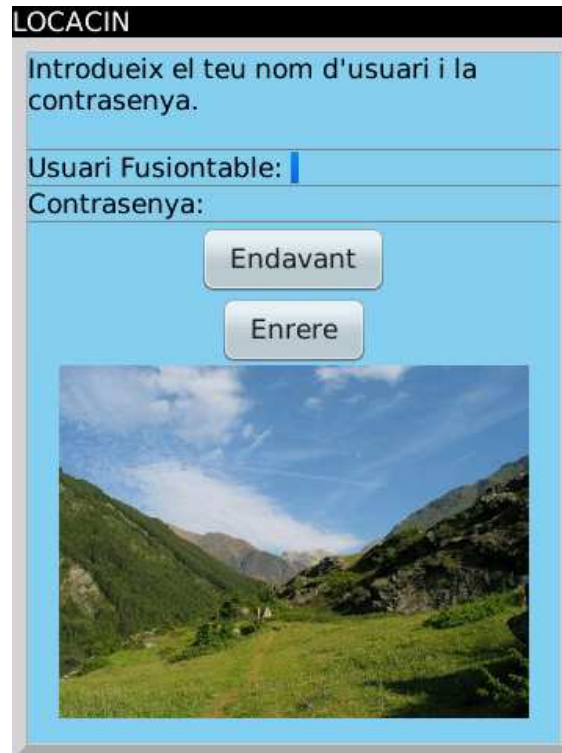 LOCACIN
Introdueix el teu nom d'usuari i la
contrasenya.
Usuari Fusiontable:
Contrasenya:
Endavant
Enrere